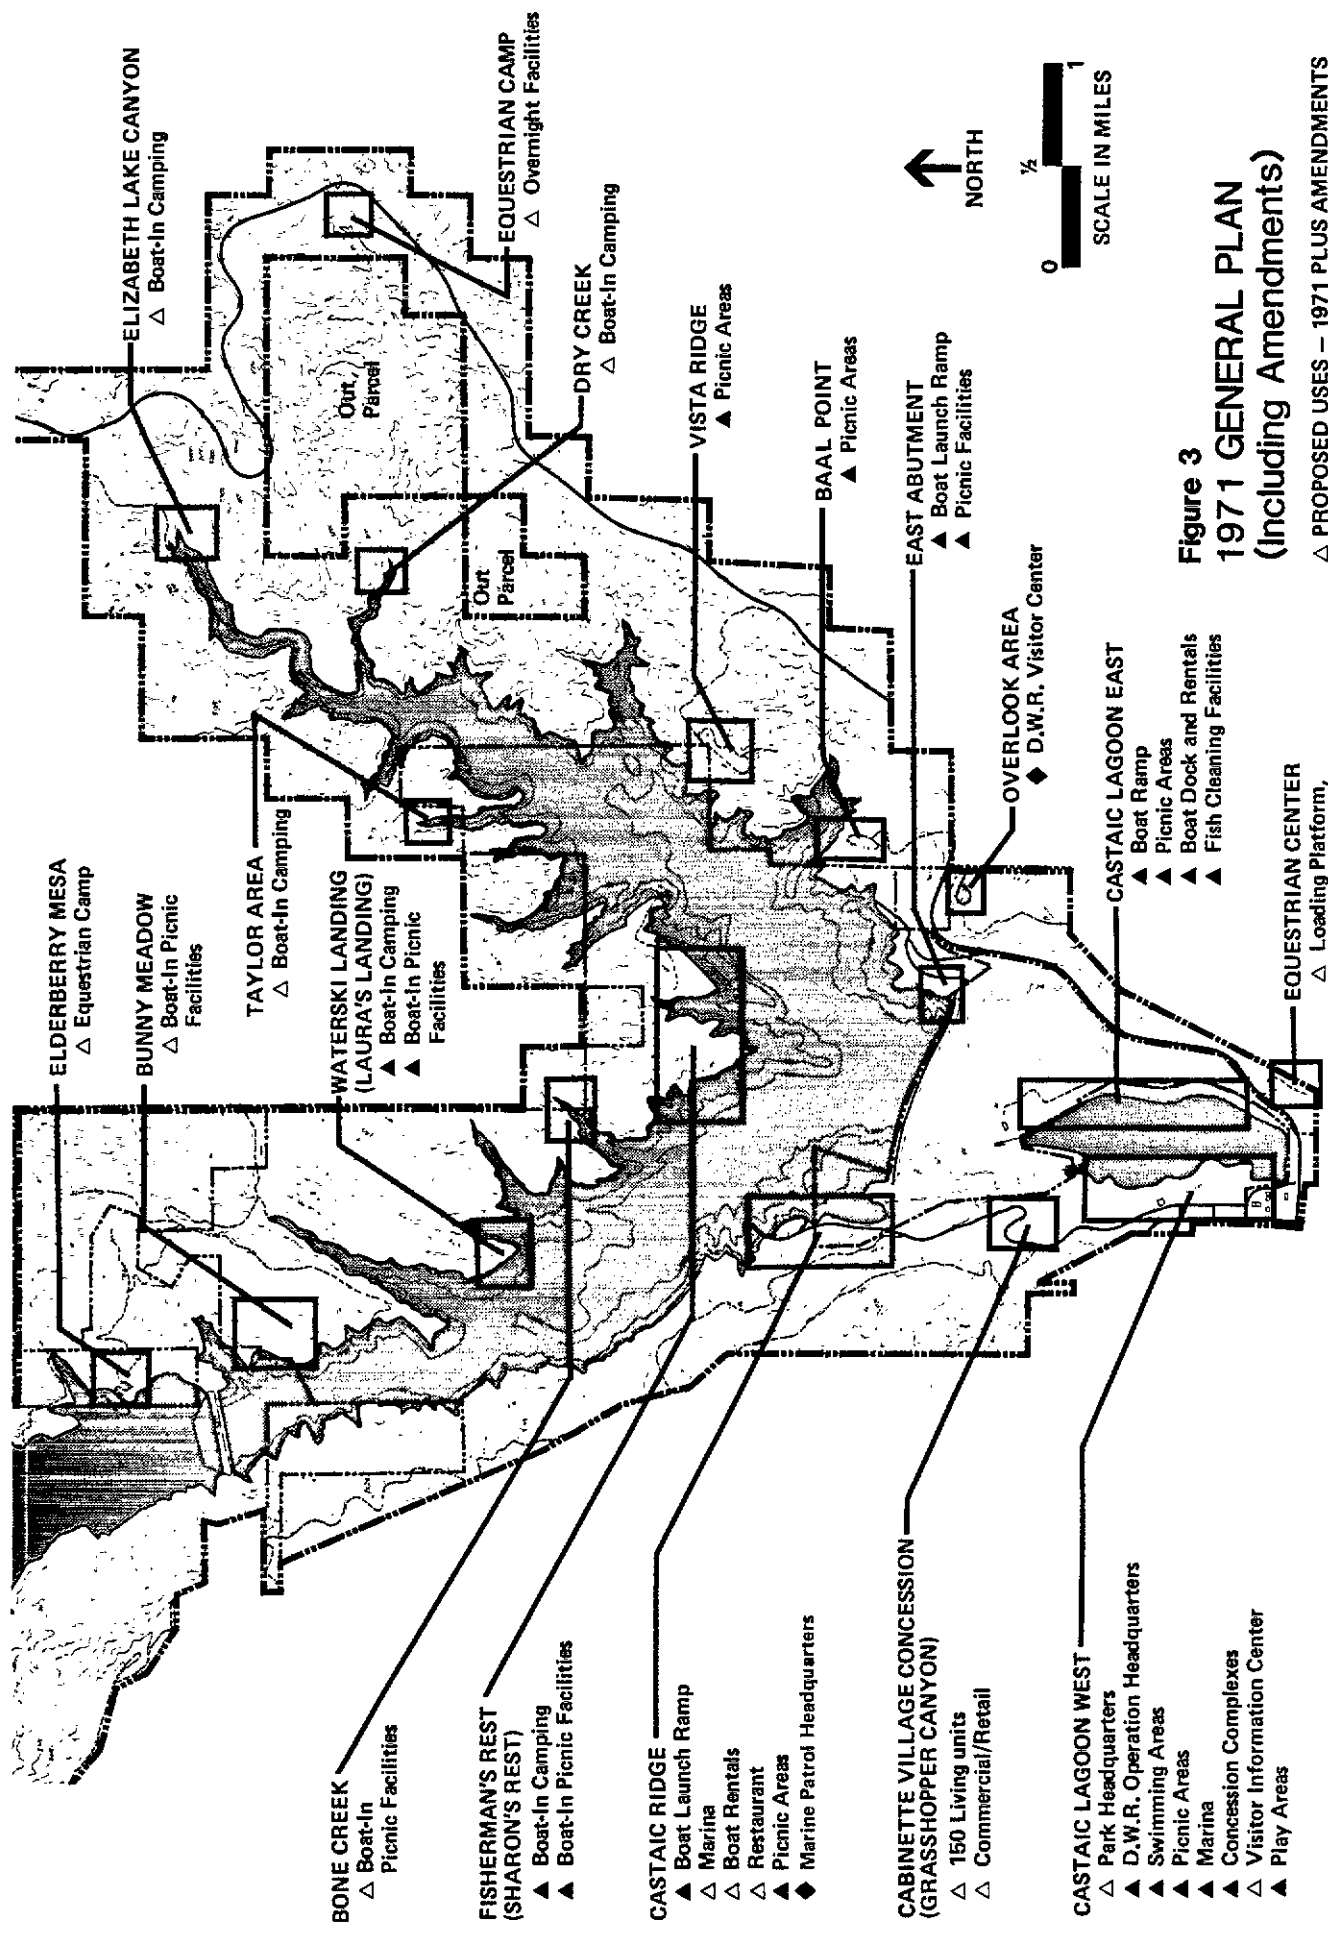 ELIZABETH LAKE CANYON
△ Boat-In Camping
EQUESTRIAN CAMP
△ Overnight Facilities
DRY CREEK
△ Boat-In Camping
VISTA RIDGE
▲ Picnic Areas
BAAL POINT
▲ Picnic Areas
EAST ABUTMENT
▲ Boat Launch Ramp
▲ Picnic Facilities
OVERLOOK AREA
◆ D.W.R. Visitor Center
CASTAIC LAGOON EAST
▲ Boat Ramp
▲ Picnic Areas
▲ Boat Dock and Rentals
▲ Fish Cleaning Facilities
EQUESTRIAN CENTER
△ Loading Platform,
ELDERBERRY MESA
△ Equestrian Camp
BUNNY MEADOW
△ Boat-In Picnic
Facilities
TAYLOR AREA
△ Boat-In Camping
WATERSKI LANDING
(LAURA'S LANDING)
▲ Boat-In Camping
▲ Boat-In Picnic
Facilities
Out
Parcel
Out
Parcel
BONE CREEK
△ Boat-In
Picnic Facilities
FISHERMAN'S REST
(SHARON'S REST)
▲ Boat-In Camping
▲ Boat-In Picnic Facilities
CASTAIC RIDGE
▲ Boat Launch Ramp
△ Marina
△ Boat Rentals
△ Restaurant
▲ Picnic Areas
◆ Marine Patrol Headquarters
CABINETTE VILLAGE CONCESSION
(GRASSHOPPER CANYON)
△ 150 Living units
△ Commercial/Retail
CASTAIC LAGOON WEST
△ Park Headquarters
▲ D.W.R. Operation Headquarters
▲ Swimming Areas
▲ Picnic Areas
▲ Marina
▲ Concession Complexes
△ Visitor Information Center
▲ Play Areas
NORTH
0 ½ 1
SCALE IN MILES
Figure 3
1971 GENERAL PLAN
(Including Amendments)
△ PROPOSED USES – 1971 PLUS AMENDMENTS